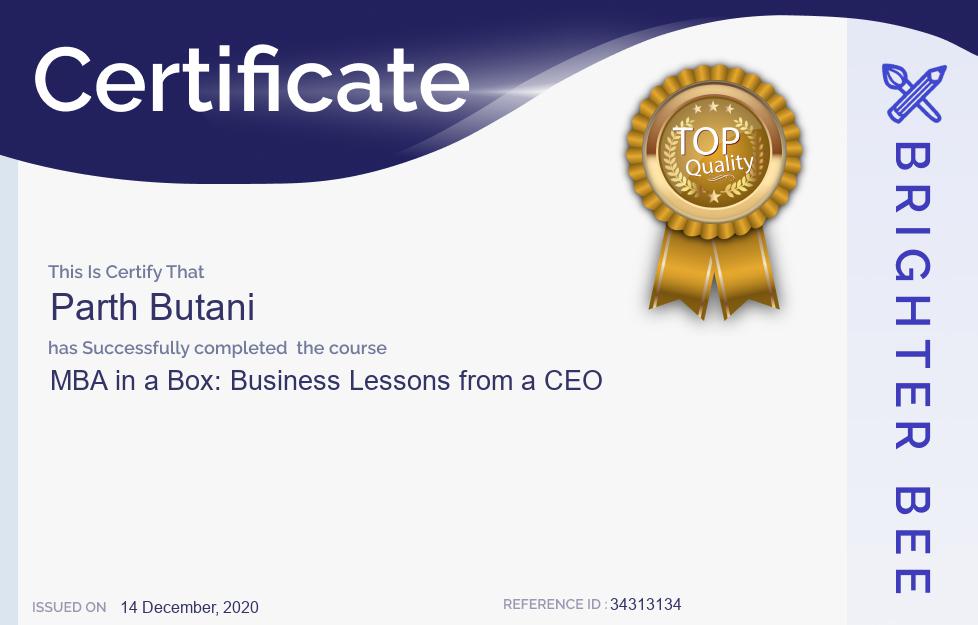 Certificate
TOP
Quality
This Is Certify That
Parth Butani
has Successfully completed  the course
MBA in a Box: Business Lessons from a CEO
ISSUED ON 14 December, 2020
REFERENCE ID : 34313134
BRIGHTER BEE